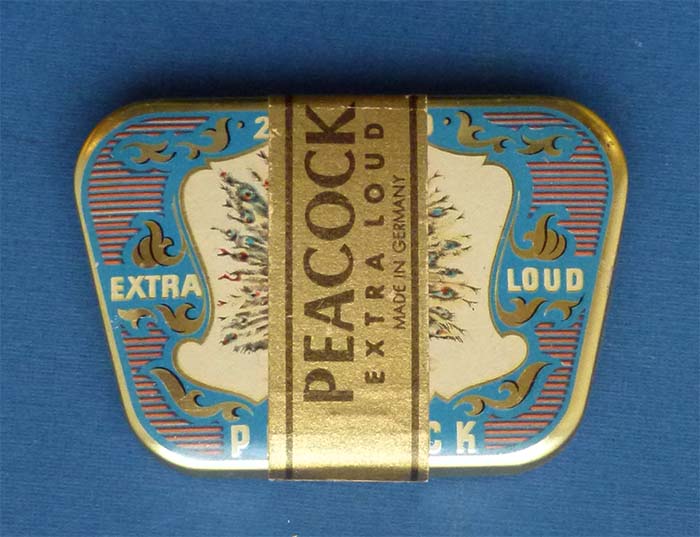 PEACOCK
EXTRA LOUD
MADE IN GERMANY
EXTRA
LOUD